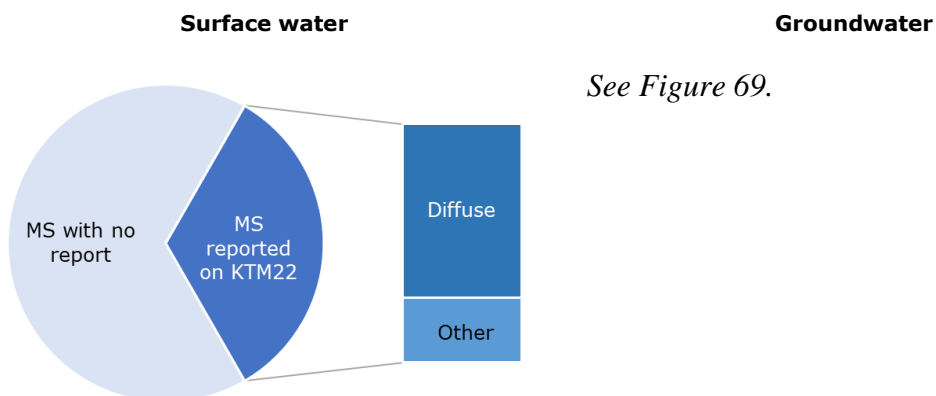 Surface water
Groundwater
See Figure 69.
MS with no
report
MS
reported
on KTM22
Diffuse
Other